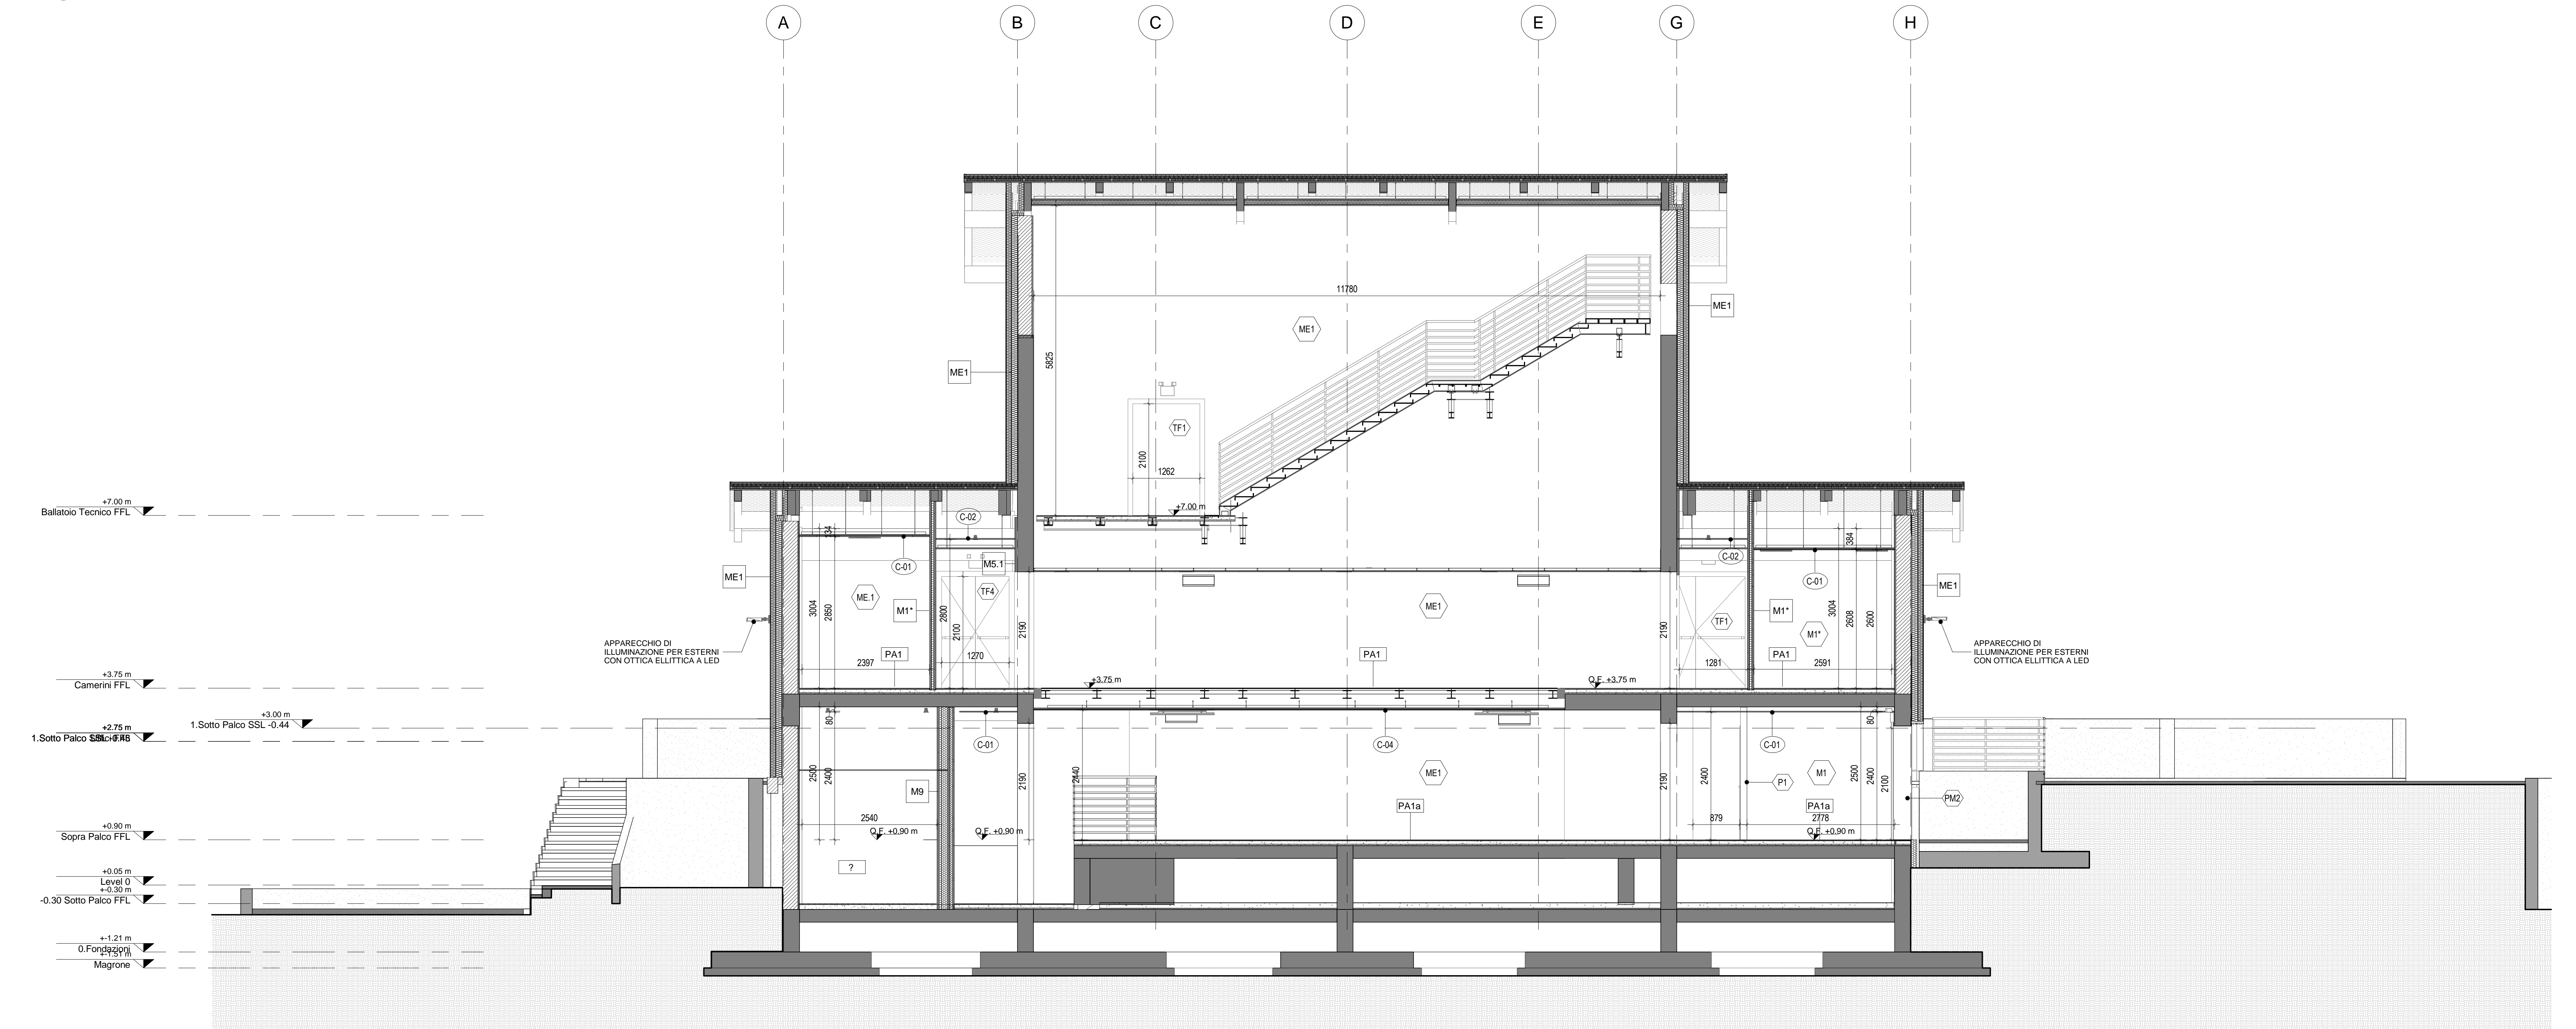 A
B
C
D
E
G
H
11780
ME1
ME1
5825
ME1
TF1
2100
1262
+7.00 m
Ballatoio Tecnico FFL
+7.00 m
C-02
134
C-01
M5.1
384
C-02
C-01
ME1
ME.1
TF4
ME1
M1*
3004
2850
2800
2100
2190
2190
TF1
M1*
M1*
3004
2608
2600
ME1
APPARECCHIO DI
ILLUMINAZIONE PER ESTERNI
CON OTTICA ELLITTICA A LED
APPARECCHIO DI
ILLUMINAZIONE PER ESTERNI
CON OTTICA ELLITTICA A LED
PA1
2397
1270
PA1
1281
PA1
2591
+3.75 m
Camerini FFL
+3.75 m
Q.F. +3.75 m
+3.00 m
1.Sotto Palco SSL -0.44
80
80
+2.75 m
C-01
C-04
C-01
2500
2400
M9
2190
2440
ME1
2190
2400
P1
M1
2500
2400
2100
PA1a
PA1a
PM2
2540
879
2778
+0.90 m
Sopra Palco FFL
Q.F. +0,90 m
Q.F. +0,90 m
Q.F. +0.90 m
?
+0.05 m
Level 0
+-0.30 m
-0.30 Sotto Palco FFL
+-1.21 m
0.Fondazioni
+-1.51 m
Magrone